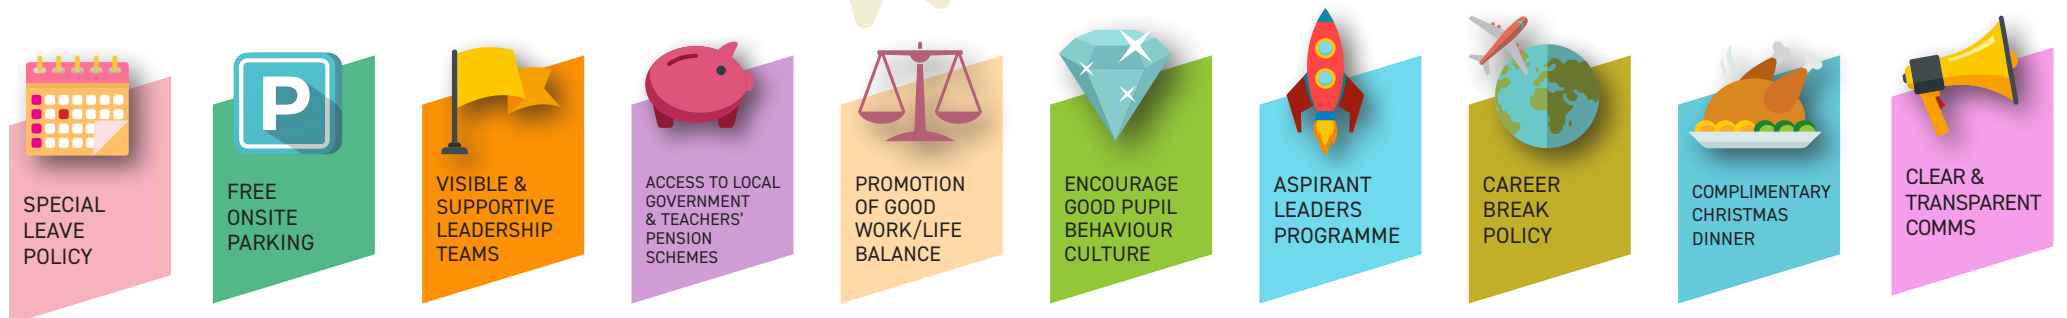 SPECIAL
LEAVE
POLICY
P
FREE
ONSITE
PARKING
VISIBLE &
SUPPORTIVE
LEADERSHIP
TEAMS
ACCESS TO LOCAL
GOVERNMENT
& TEACHERS'
PENSION
SCHEMES
PROMOTION
OF GOOD
WORK/LIFE
BALANCE
ENCOURAGE
GOOD PUPIL
BEHAVIOUR
CULTURE
ASPIRANT
LEADERS
PROGRAMME
CAREER
BREAK
POLICY
COMPLIMENTARY
CHRISTMAS
DINNER
CLEAR &
TRANSPARENT
COMMS